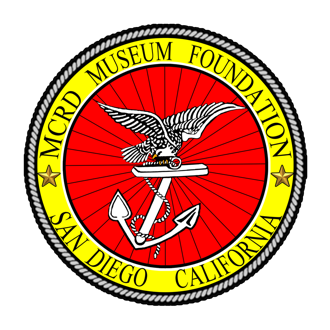 MCRD MUSEUM FOUNDATION
SAN DIEGO CALIFORNIA